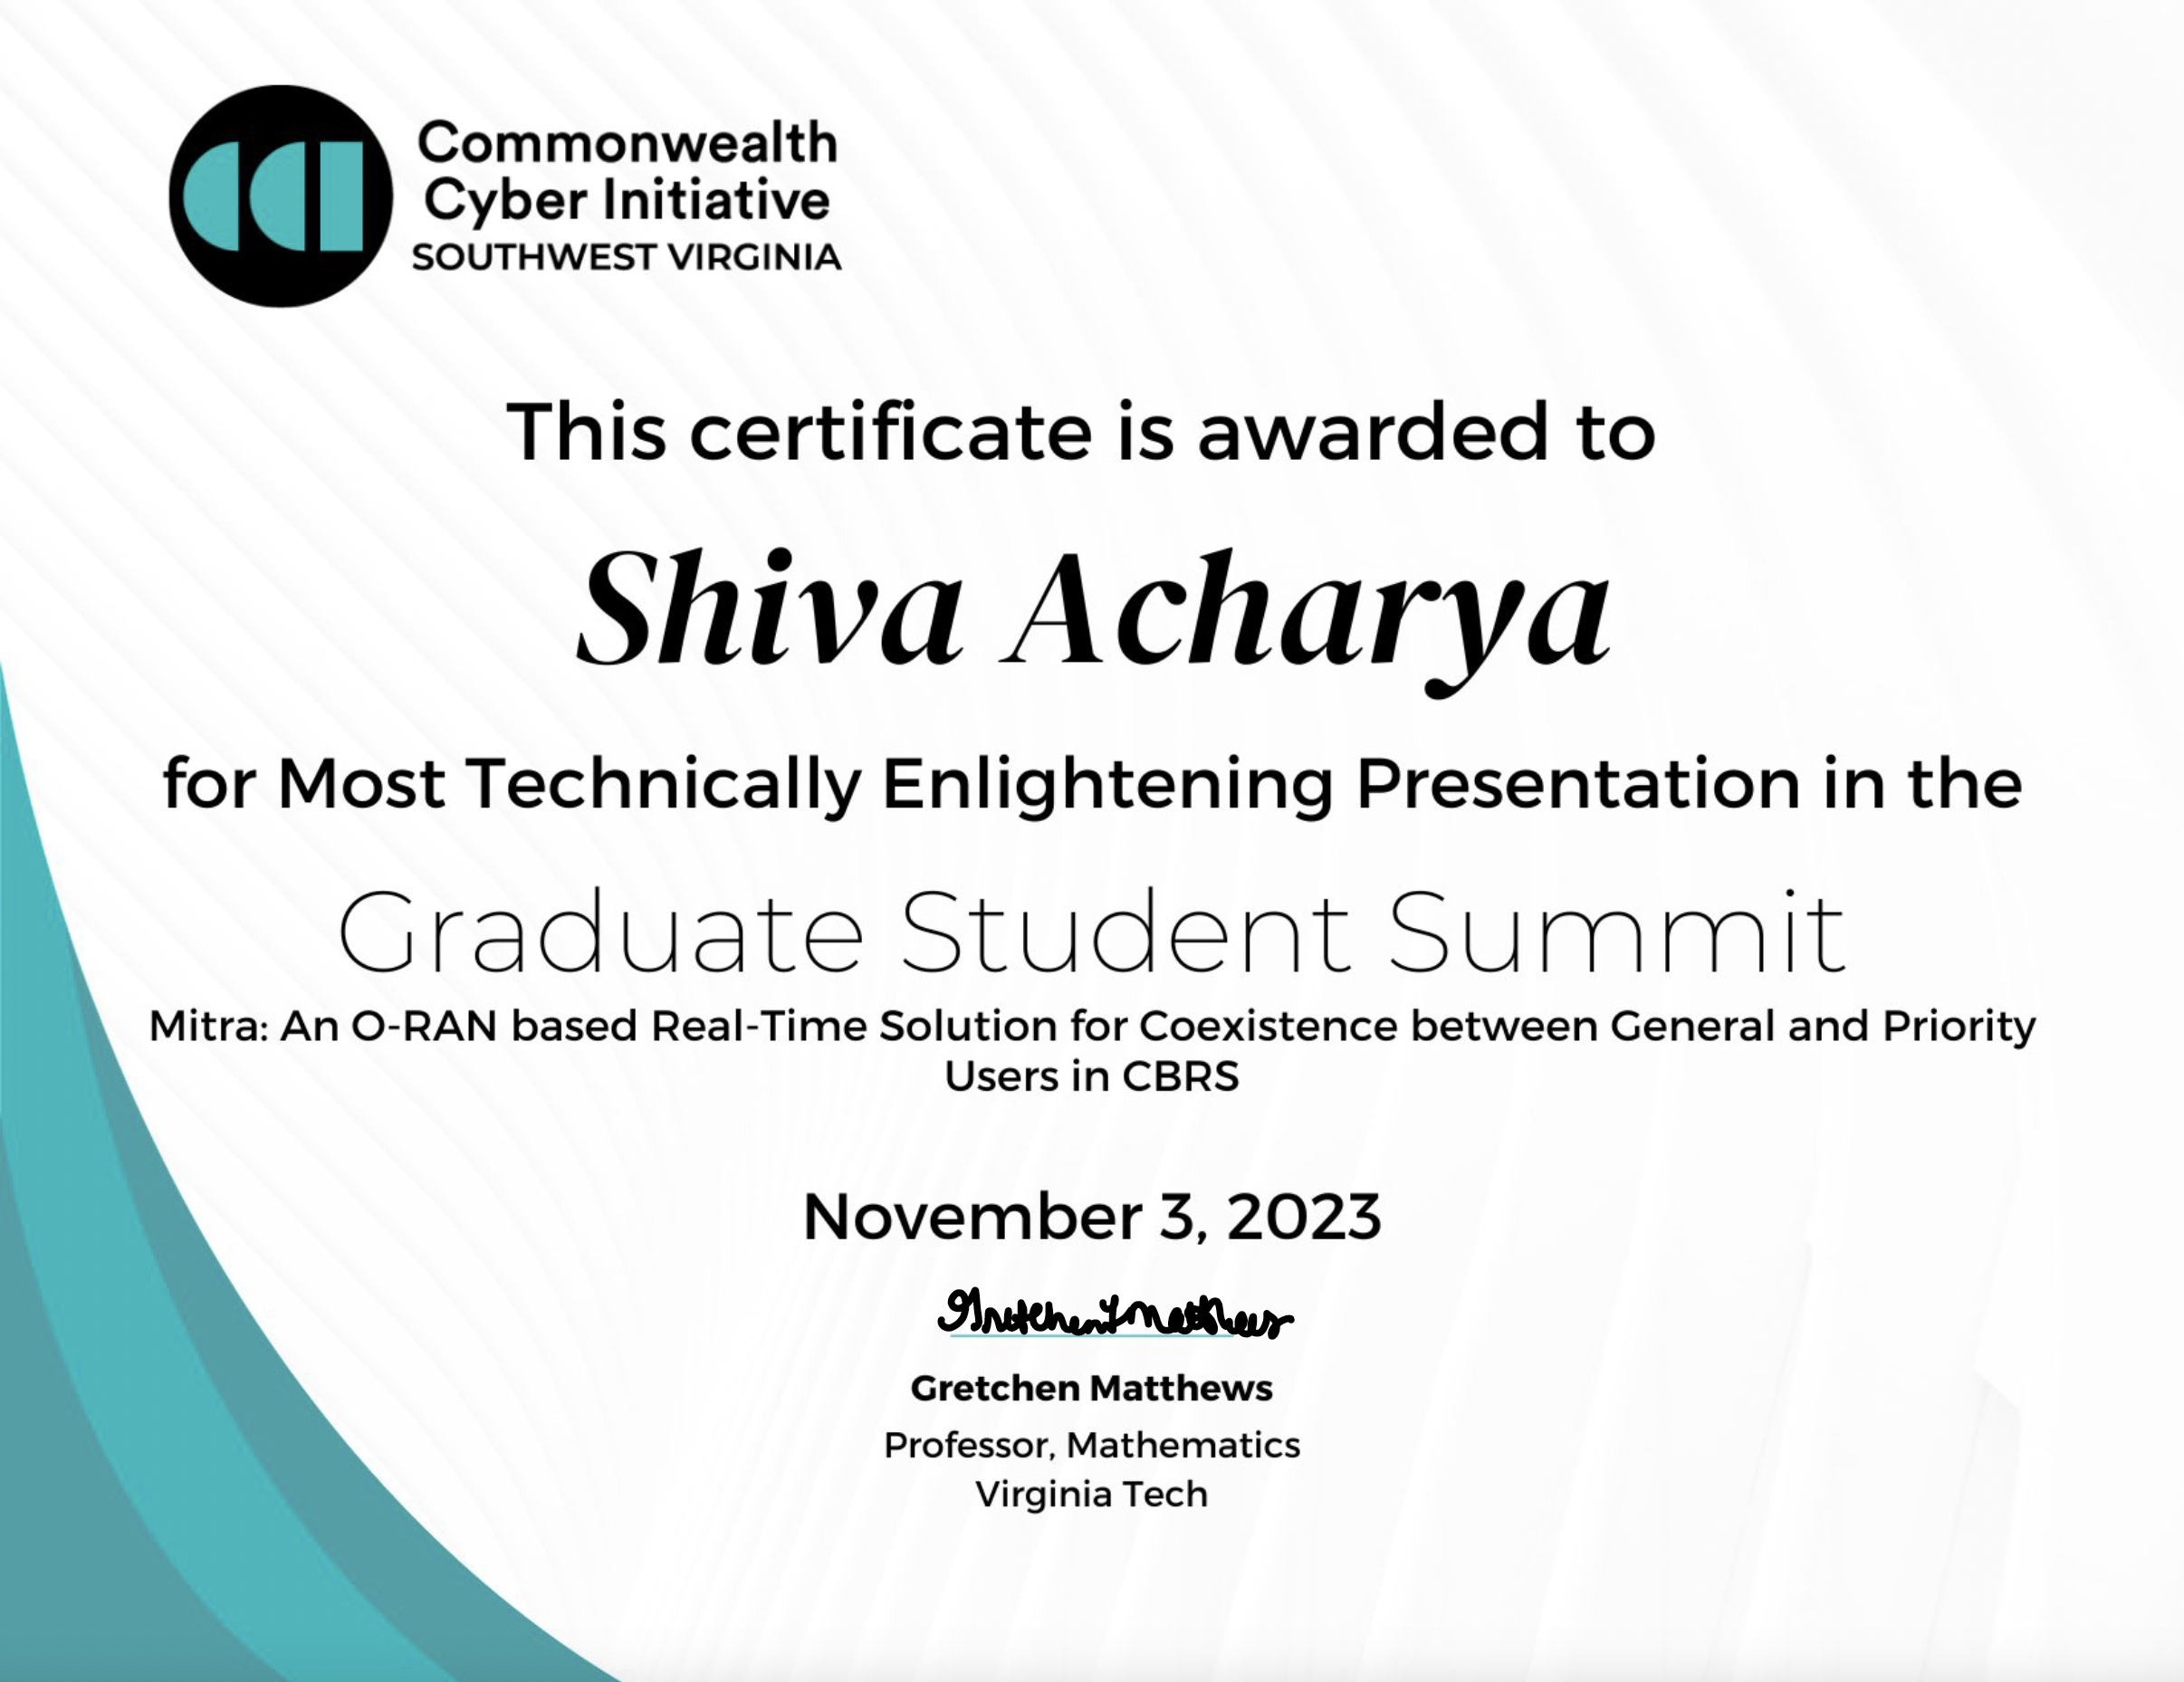 Commonwealth
Cyber Initiative
SOUTHWEST VIRGINIA
This certificate is awarded to
Shiva Acharya
for Most Technically Enlightening Presentation in the
Graduate Student Summit
Mitra: An O-RAN based Real-Time Solution for Coexistence between General and Priority
Users in CBRS
November 3, 2023
Gretchen L Matthews
Gretchen Matthews
Professor, Mathematics
Virginia Tech